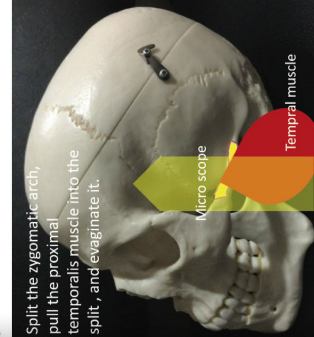 Split the zygomatic arch,
pull the proximal
temporalis muscle into the
split , and evaginate it.
Micro scope
Tempral muscle